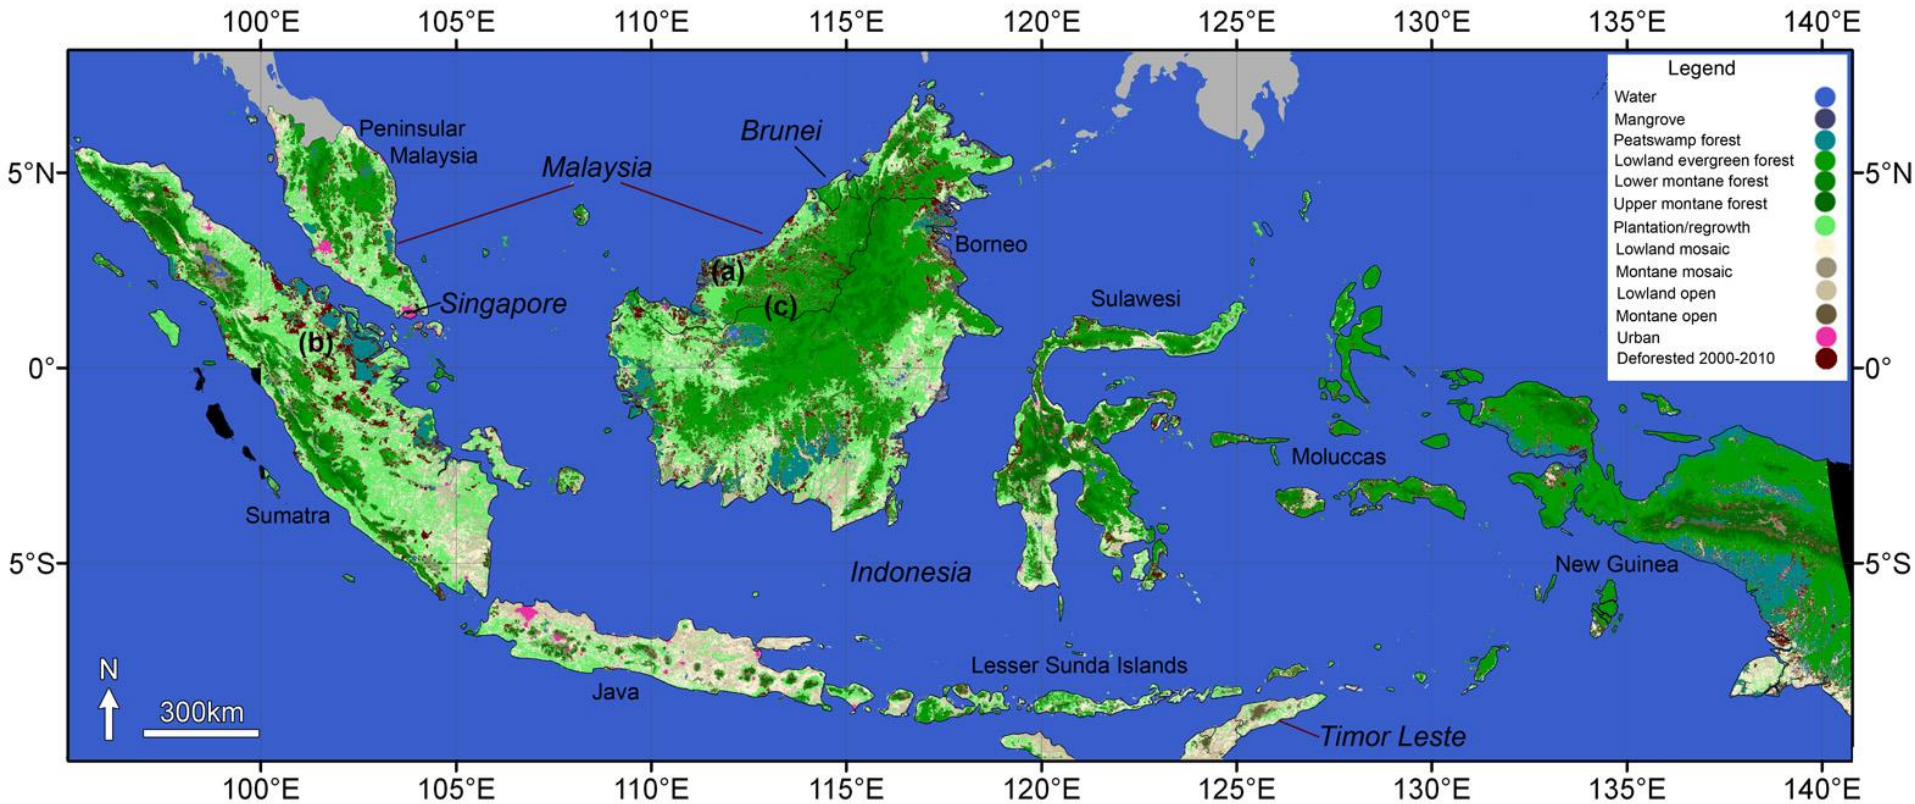 100°E 105°E 110°E 115°E 120°E 125°E 130°E 135°E 140°E
Legend
Water
Mangrove
Peatswamp forest
Lowland evergreen forest
Lower montane forest
Upper montane forest
Plantation/regrowth
Lowland mosaic
Montane mosaic
Lowland open
Montane open
Urban
Deforested 2000-2010
Peninsular
Malaysia
Brunei
Malaysia
5°N 5°N
Borneo
(a)
Singapore
(c)
Sulawesi
(b)
0° 0°
Moluccas
Sumatra
5°S 5°S
Indonesia
New Guinea
Lesser Sunda Islands
N
Java
300km
Timor Leste
100°E 105°E 110°E 115°E 120°E 125°E 130°E 135°E 140°E